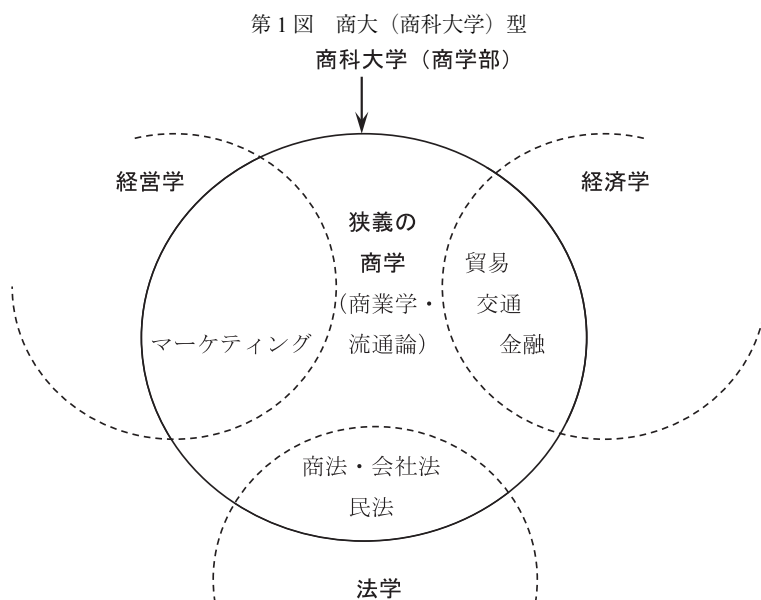 第1図　商大（商科大学）型
商科大学（商学部）
経営学
経済学
狭義の
商学
（商業学・
流通論）
貿易
交通
金融
マーケティング
商法・会社法
民法
法学